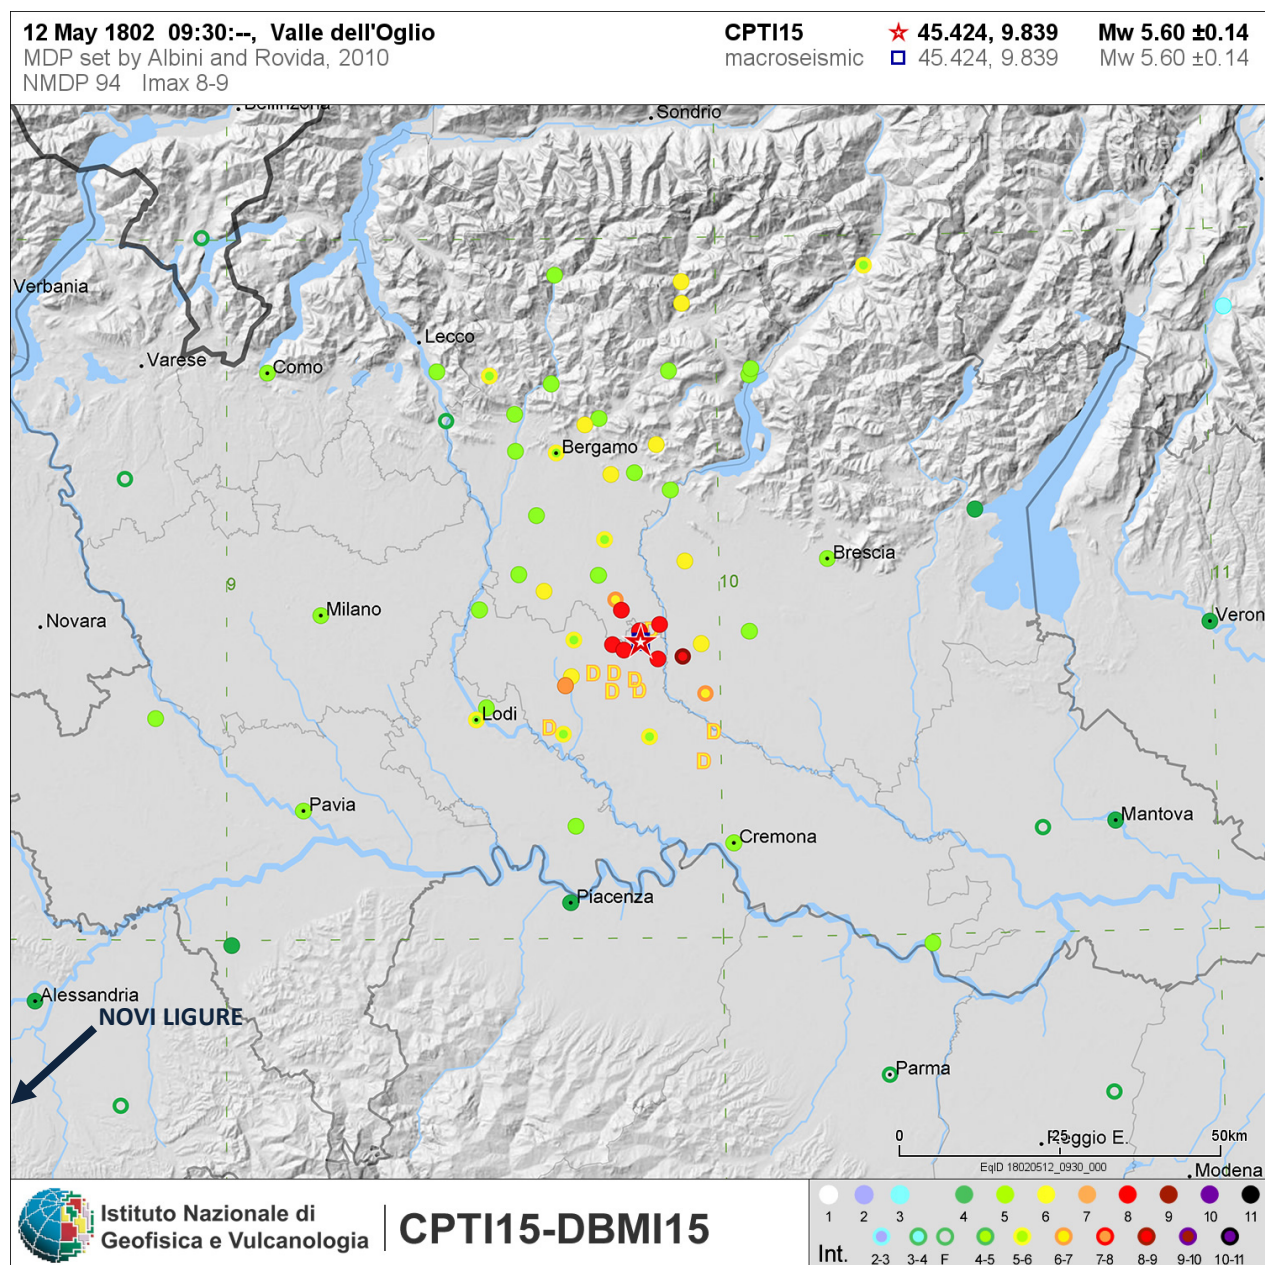 12 May 1802 09:30:--, Valle dell'Oglio
CPTI15 45.424, 9.839 Mw 5.60 ±0.14
MDP set by Albini and Rovida, 2010
macroseismic 45.424, 9.839 Mw 5.60 ±0.14
NMDP 94 Imax 8-9
Bellinzona
Sondrio
Verbania
Lecco
Varese
Como
Bergamo
Brescia
9
10
11
Novara
Milano
Veron
Lodi
D D D
D D
D
D
D
Pavia
Mantova
Cremona
Piacenza
Alessandria
NOVI LIGURE
Parma
0 25 50km
Reggio E.
EqID 18020512_0930_000
Modena
Istituto Nazionale di
Geofisica e Vulcanologia
CPTI15-DBMI15
1 2 3 4 5 6 7 8 9 10 11
Int.
2-3 3-4 F 4-5 5-6 6-7 7-8 8-9 9-10 10-11